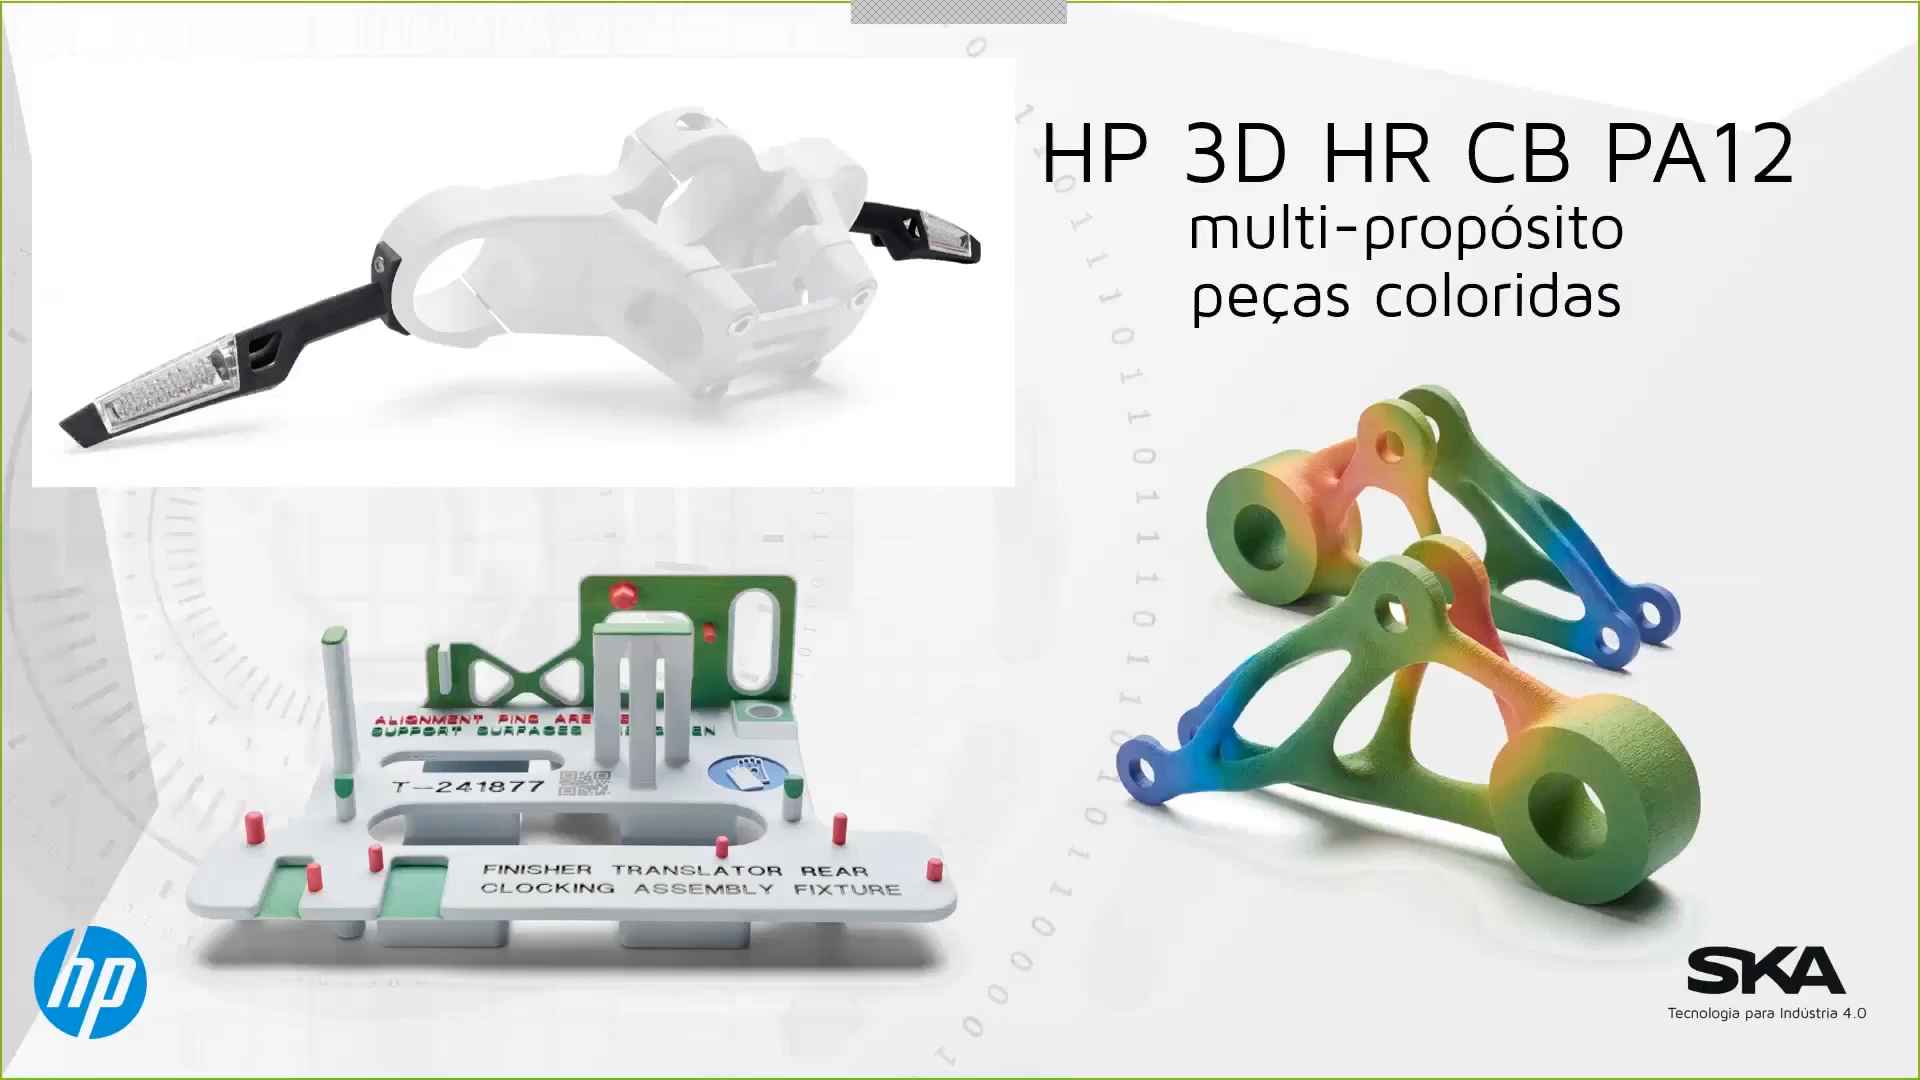 HP 3D HR CB PA12
multi-propósito
peças coloridas
ALIGNMENT PINS ARE
SUPPORT SURFACES
T-241877
FINISHER TRANSLATOR REAR
CLOCKING ASSEMBLY FIXTURE
hp
SKA
Tecnologia para Indústria 4.0